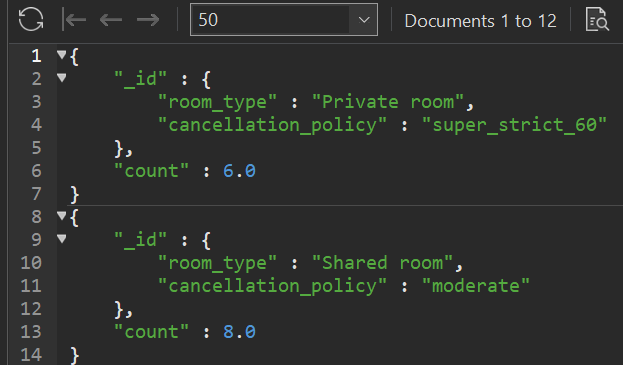 50 Documents 1 to 12
1 {
2 "_id" : {
3 "room_type" : "Private room",
4 "cancellation_policy" : "super_strict_60"
5 },
6 "count" : 6.0
7 }
8 {
9 "_id" : {
10 "room_type" : "Shared room",
11 "cancellation_policy" : "moderate"
12 },
13 "count" : 8.0
14 }